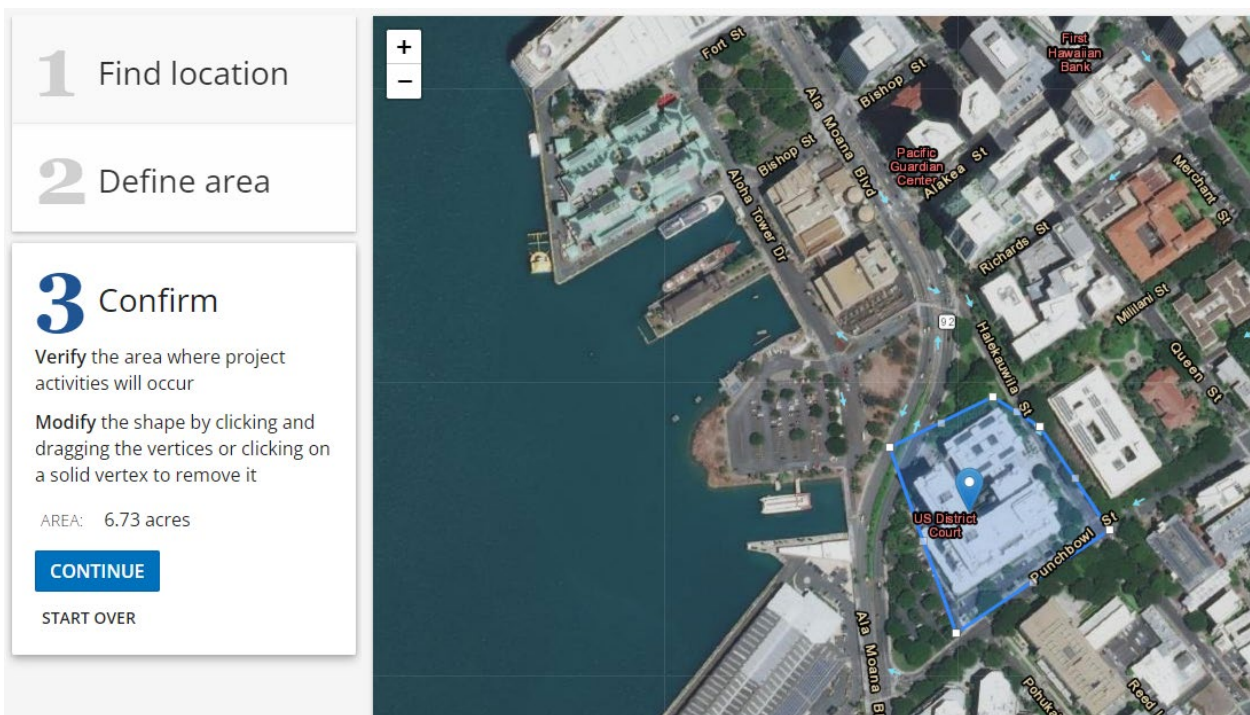 1 Find location
2 Define area
3 Confirm
Verify the area where project
activities will occur
Modify the shape by clicking and
dragging the vertices or clicking on
a solid vertex to remove it
AREA: 6.73 acres
CONTINUE
START OVER
+
−
Fort St
Bishop St
First
Hawaiian
Bank
Ala Moana Blvd
Bishop St
Pacific
Guardian
Center
Alakea St
Merchant St
Aloha Tower Dr
Richards St
Mililani St
92
Halekauwila St
Queen St
US District
Court
Punchbowl St
Ala Moana B
Pohuka
Reed